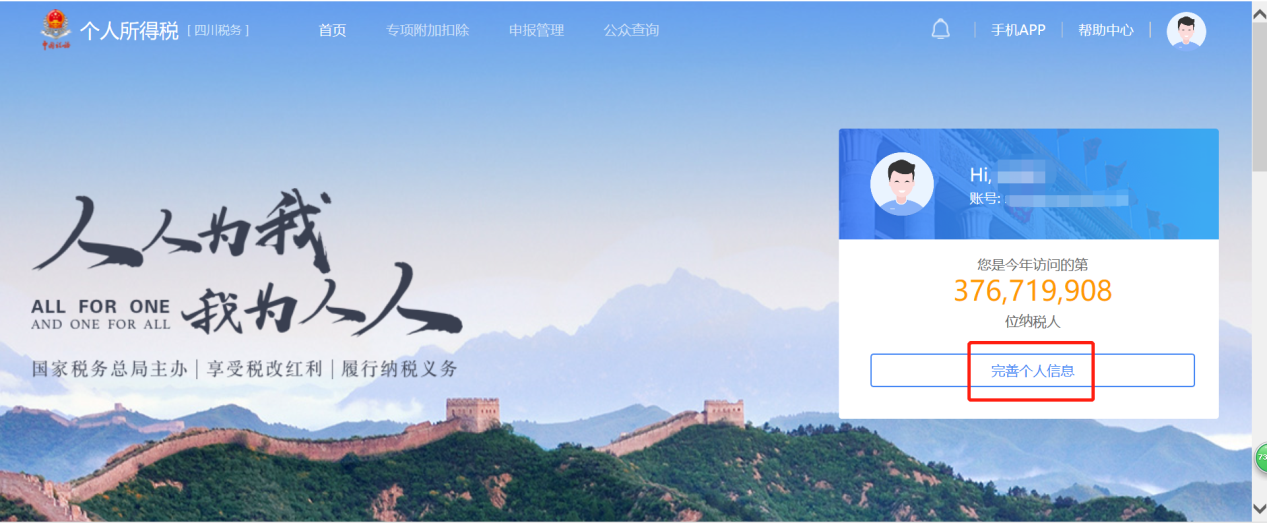 个人所得税 [ 四川税务 ] 首页 专项附加扣除 申报管理 公众查询 手机APP 帮助中心
Hi,
账号:
您是今年访问的第
376,719,908
位纳税人
完善个人信息
人人为我
ALL FOR ONE
AND ONE FOR ALL
我为人人
国家税务总局主办 | 享受税改红利 | 履行纳税义务
73